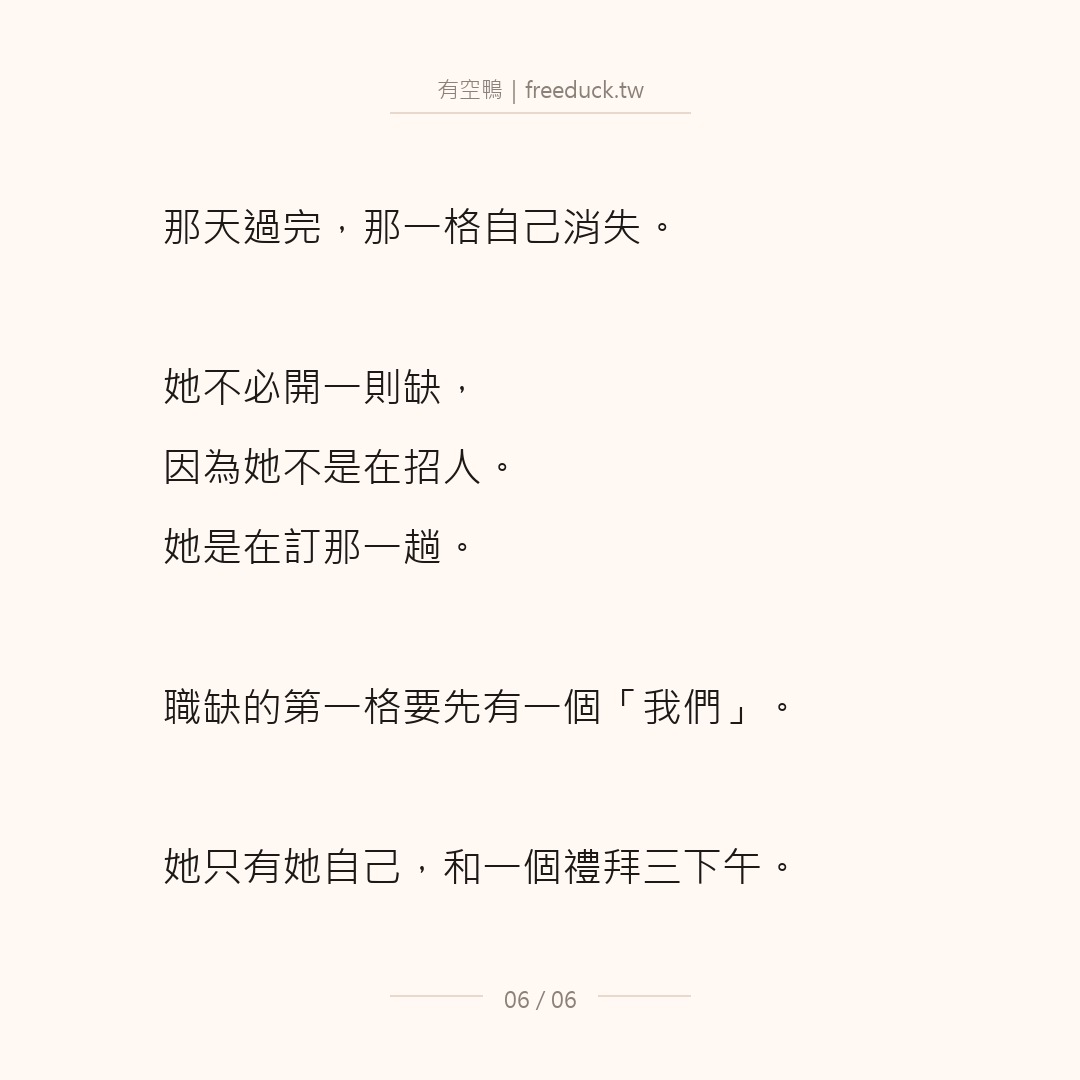 有空鴨 | freeduck.tw
那天過完，那一格自己消失。
她不必開一則缺，
因為她不是在招人。
她是在訂那一趟。
職缺的第一格要先有一個「我們」。
她只有她自己，和一個禮拜三下午。
06 / 06